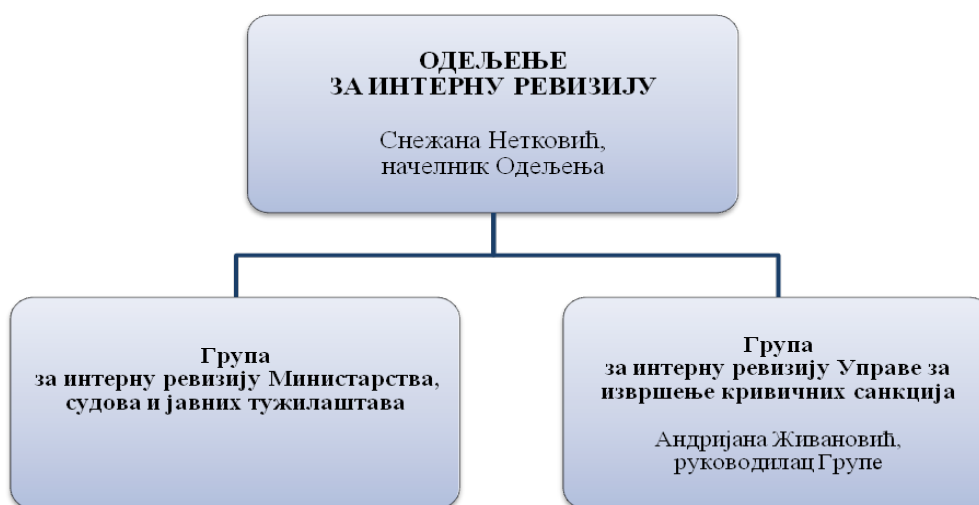 ОДЕЉЕЊЕ
ЗА ИНТЕРНУ РЕВИЗИЈУ
Снежана Нетковић,
начелник Одељења
Група
за интерну ревизију Министарства,
судова и јавних тужилаштава
Група
за интерну ревизију Управе за
извршење кривичних санкција
Андријана Живановић,
руководилац Групе